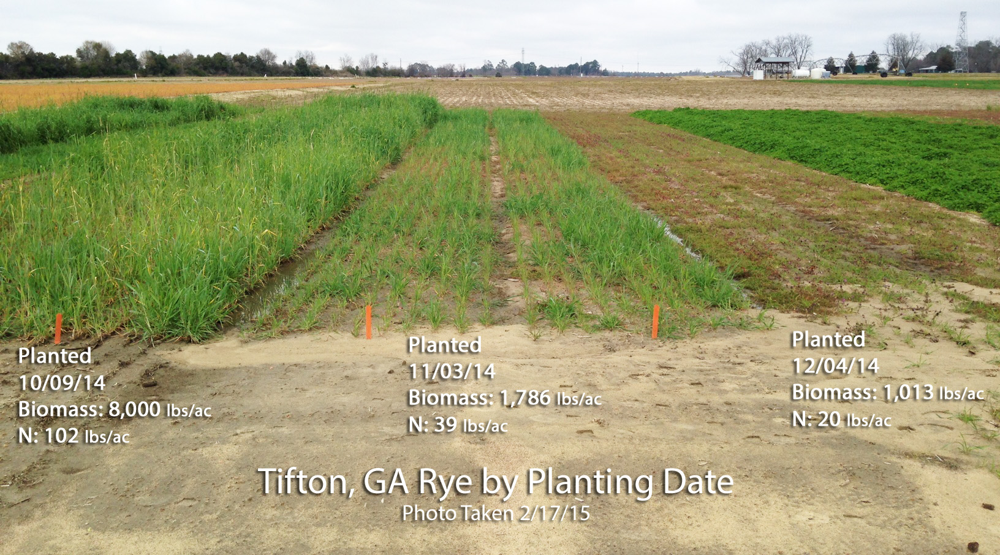 Planted
10/09/14
Biomass: 8,000 lbs/ac
N: 102 lbs/ac
Planted
11/03/14
Biomass: 1,786 lbs/ac
N: 39 lbs/ac
Planted
12/04/14
Biomass: 1,013 lbs/ac
N: 20 lbs/ac
Tifton, GA Rye by Planting Date
Photo Taken 2/17/15